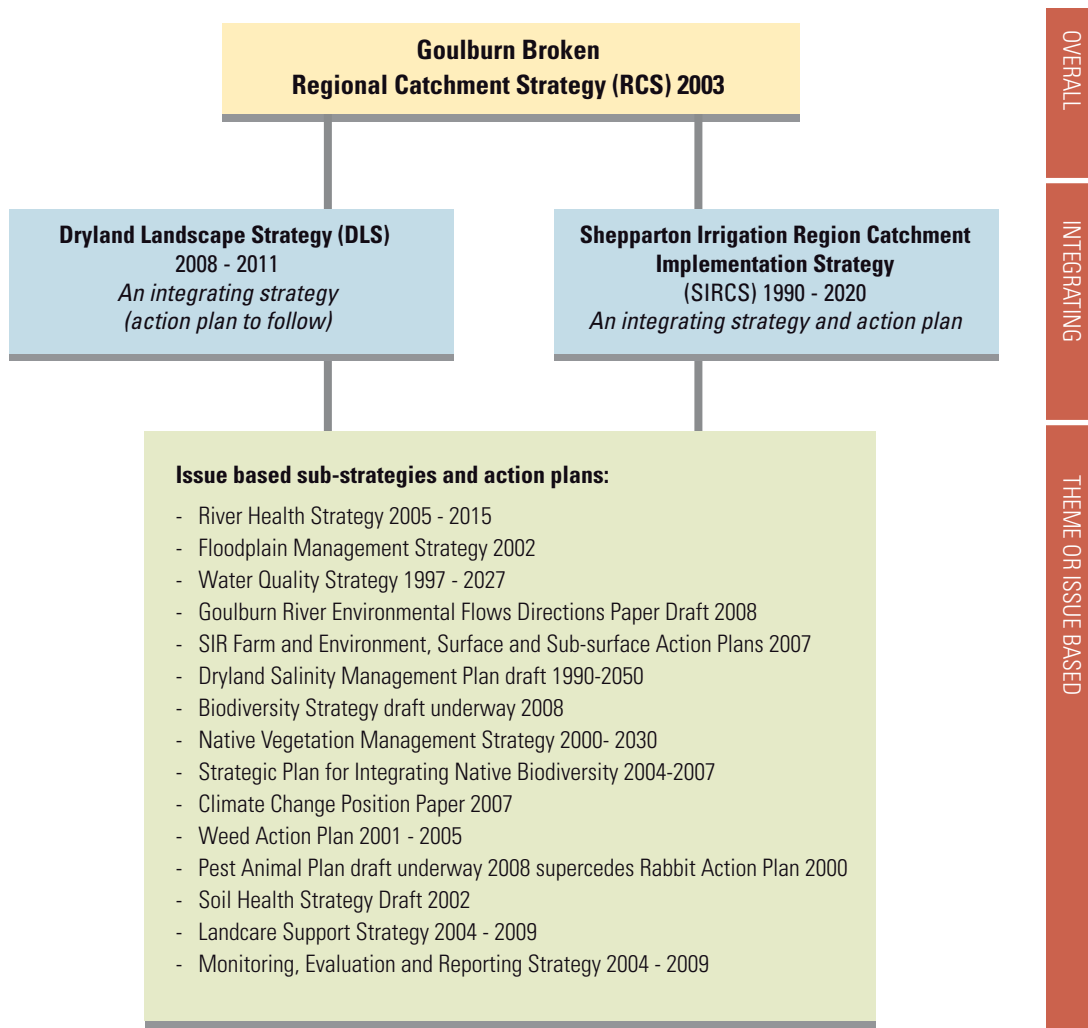 Goulburn Broken
Regional Catchment Strategy (RCS) 2003
OVERALL
Dryland Landscape Strategy (DLS)
2008 - 2011
An integrating strategy
(action plan to follow)
Shepparton Irrigation Region Catchment
Implementation Strategy
(SIRCS) 1990 - 2020
An integrating strategy and action plan
INTEGRATING
Issue based sub-strategies and action plans:
- River Health Strategy 2005 - 2015
- Floodplain Management Strategy 2002
- Water Quality Strategy 1997 - 2027
- Goulburn River Environmental Flows Directions Paper Draft 2008
- SIR Farm and Environment, Surface and Sub-surface Action Plans 2007
- Dryland Salinity Management Plan draft 1990-2050
- Biodiversity Strategy draft underway 2008
- Native Vegetation Management Strategy 2000- 2030
- Strategic Plan for Integrating Native Biodiversity 2004-2007
- Climate Change Position Paper 2007
- Weed Action Plan 2001 - 2005
- Pest Animal Plan draft underway 2008 supercedes Rabbit Action Plan 2000
- Soil Health Strategy Draft 2002
- Landcare Support Strategy 2004 - 2009
- Monitoring, Evaluation and Reporting Strategy 2004 - 2009
THEME OR ISSUE BASED